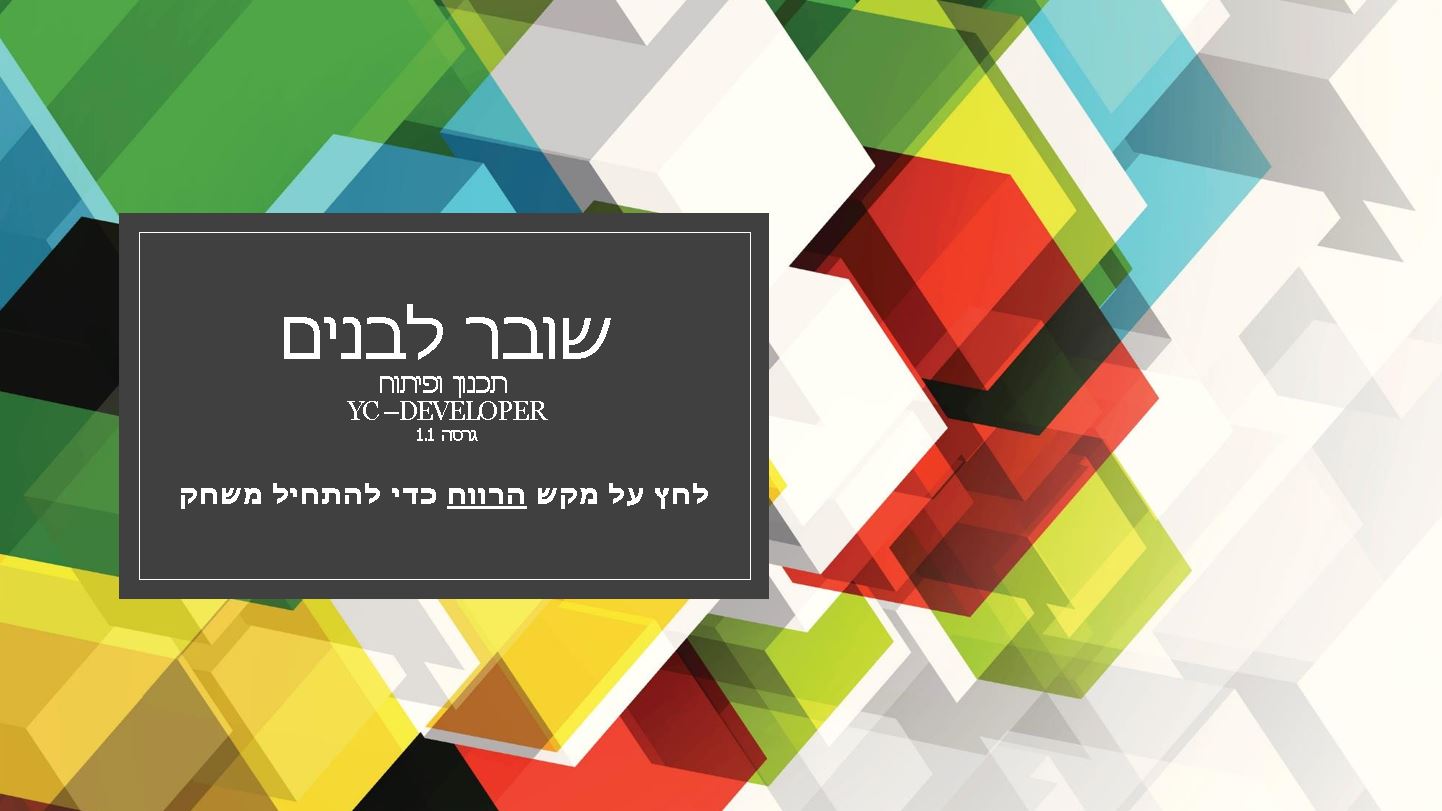 שובר לבנים
תכנון ופיתוח
YC –DEVELOPER
גרסה 1.1
לחץ על מקש הרווח כדי להתחיל משחק